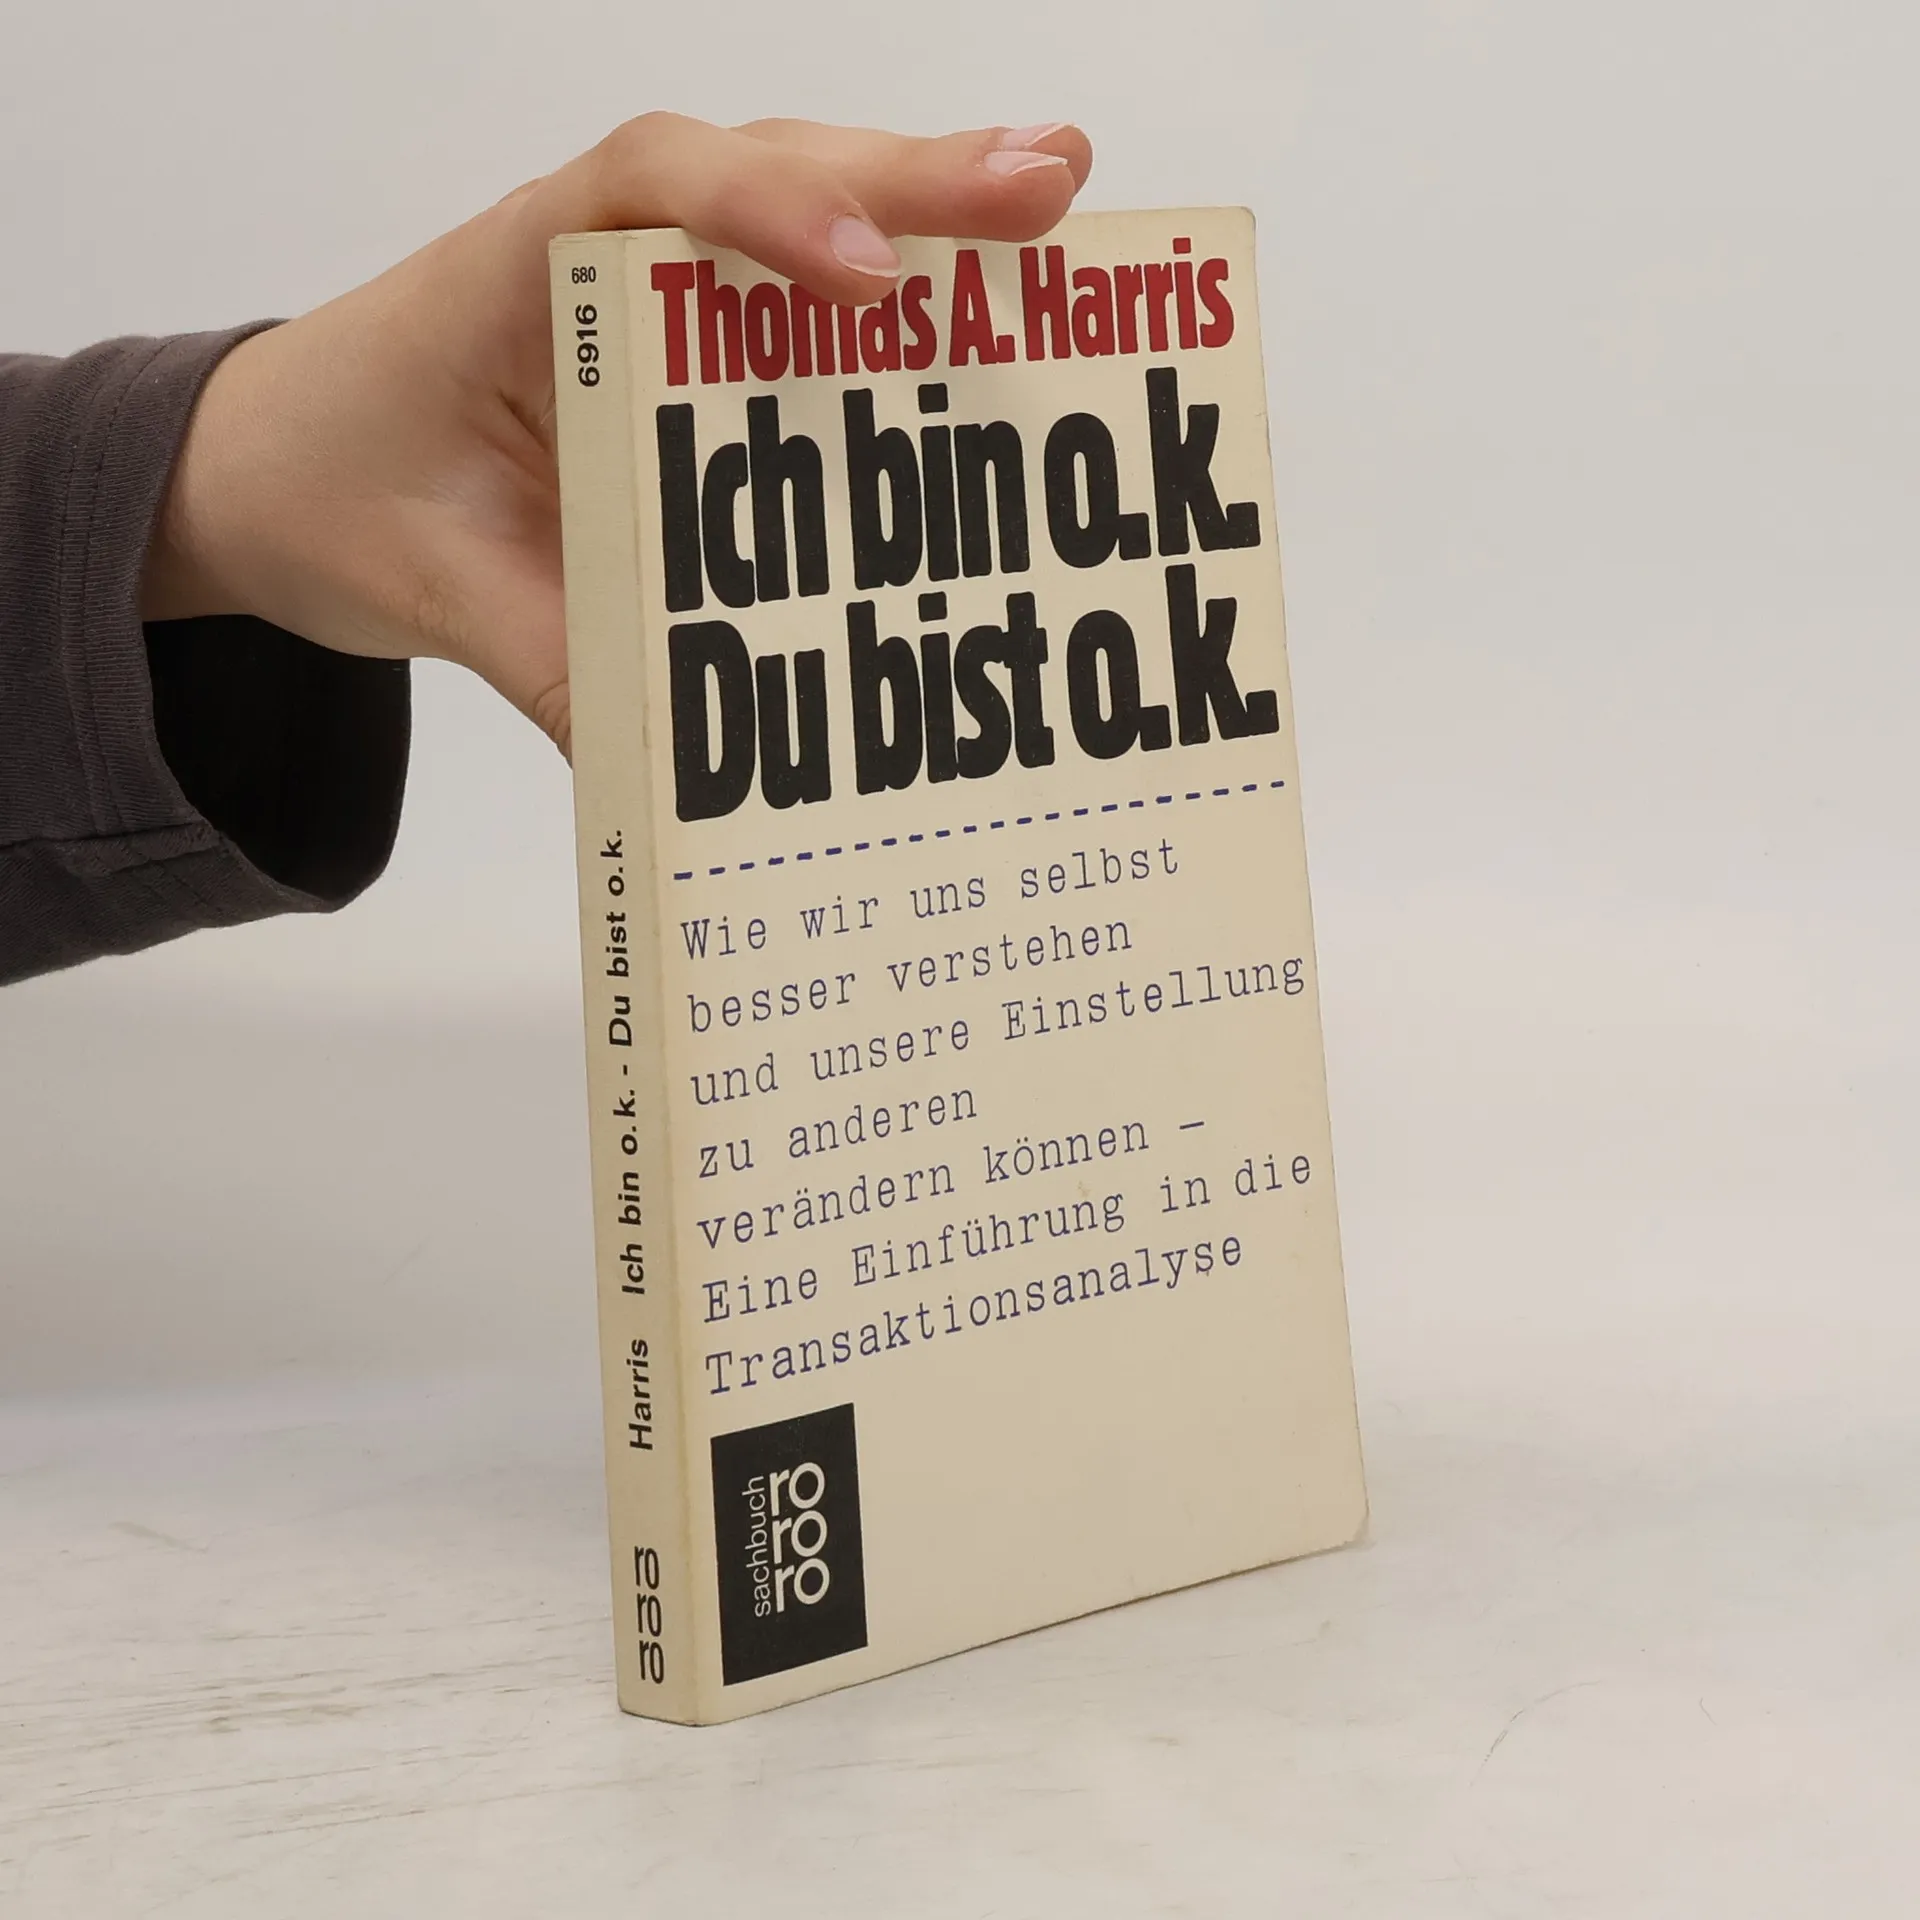 680
6916
Harris Ich bin o.k. - Du bist o.k.
ro
ro
ro
Thomas A. Harris
Ich bin o.k.
Du bist o.k.
Wie wir uns selbst
besser verstehen
und unsere Einstellung
zu anderen
verändern können –
Eine Einführung in die
Transaktionsanalyse
sachbuch
ro
ro
ro